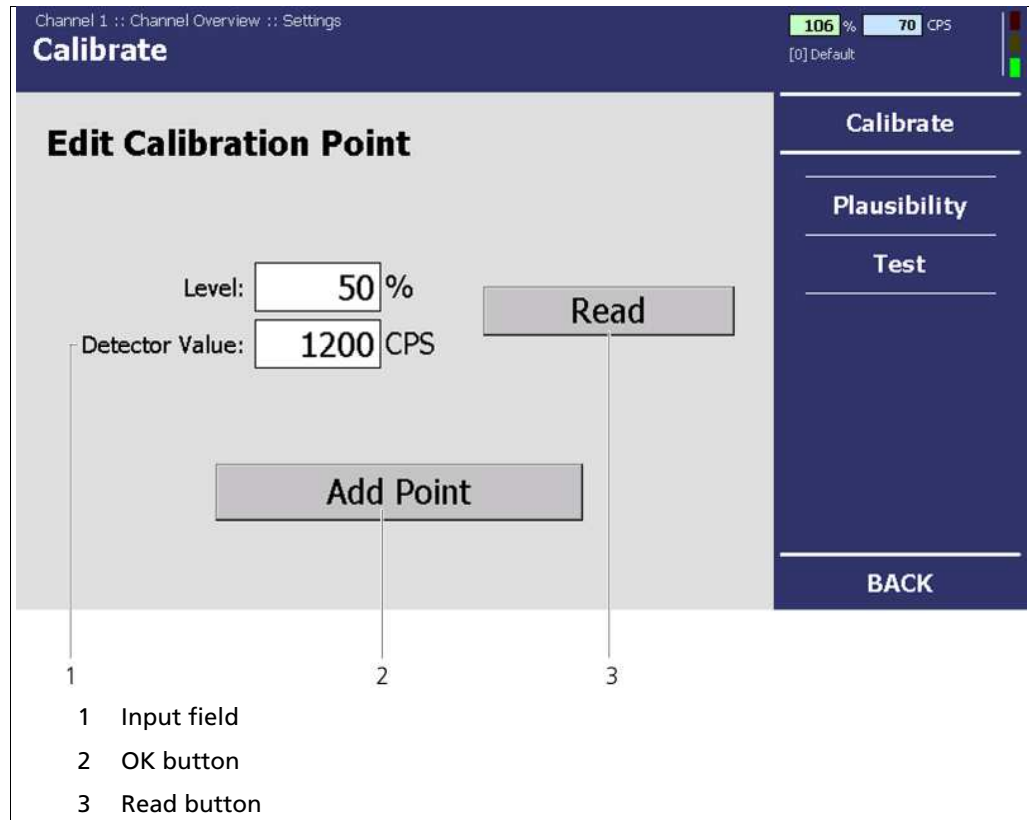 Channel 1 :: Channel Overview :: Settings
Calibrate
106 % 70 CPS
[0] Default
Edit Calibration Point
Level: 50 %
Detector Value: 1200 CPS
Read
Add Point
Calibrate
Plausibility
Test
BACK
1 2 3
1 Input field
2 OK button
3 Read button